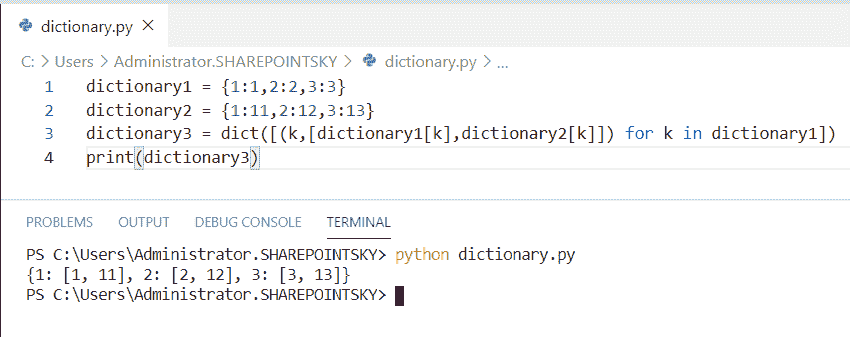 dictionary.py ×
C: > Users > Administrator.SHAREPOINTSKY > dictionary.py > ...
1 dictionary1 = {1:1,2:2,3:3}
2 dictionary2 = {1:11,2:12,3:13}
3 dictionary3 = dict([(k,[dictionary1[k],dictionary2[k]]) for k in dictionary1])
4 print(dictionary3)
PROBLEMS OUTPUT DEBUG CONSOLE TERMINAL
PS C:\Users\Administrator.SHAREPOINTSKY> python dictionary.py
{1: [1, 11], 2: [2, 12], 3: [3, 13]}
PS C:\Users\Administrator.SHAREPOINTSKY>